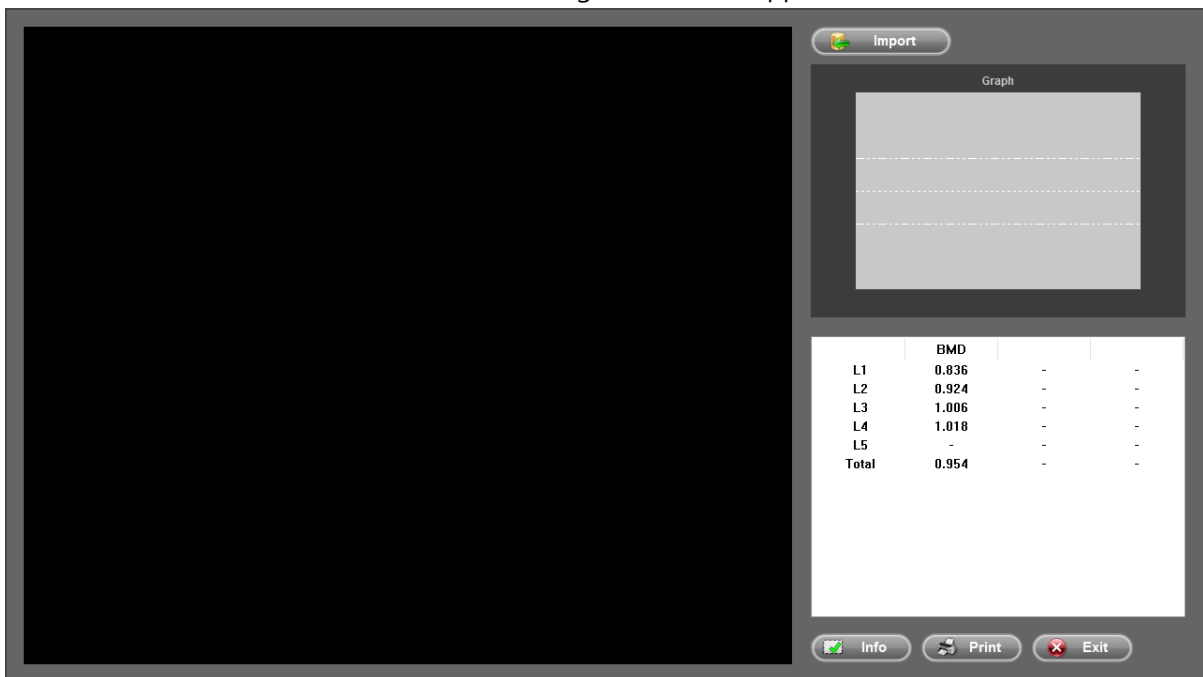 Import
Graph
BMD
L1 0.836 - -
L2 0.924 - -
L3 1.006 - -
L4 1.018 - -
L5 - - -
Total 0.954 - -
Info Print Exit